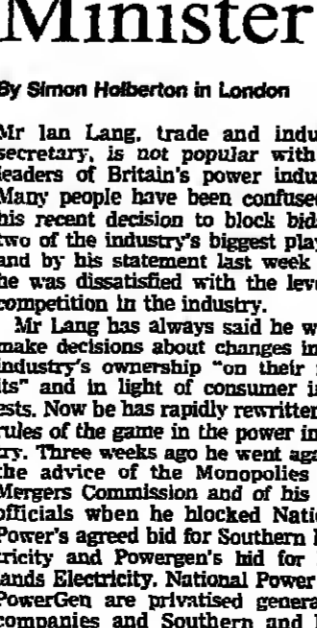 Minister
By Simon Holberton in London
Mr Ian Lang, trade and indu
secretary, is not popular with
leaders of Britain's power indu
Many people have been confused
his recent decision to block bids
two of the industry's biggest play
and by his statement last week
he was dissatisfied with the leve
competition in the industry.
Mr Lang has always said he w
make decisions about changes in
industry's ownership "on their
its" and in light of consumer i
ests. Now he has rapidly rewritten
rules of the game in the power in
try. Three weeks ago he went aga
the advice of the Monopolies
Mergers Commission and of his
officials when he blocked Natio
Power's agreed bid for Southern
tricity and Powergen's bid for
ands Electricity. National Power
PowerGen are privatised genera
companies and Southern and